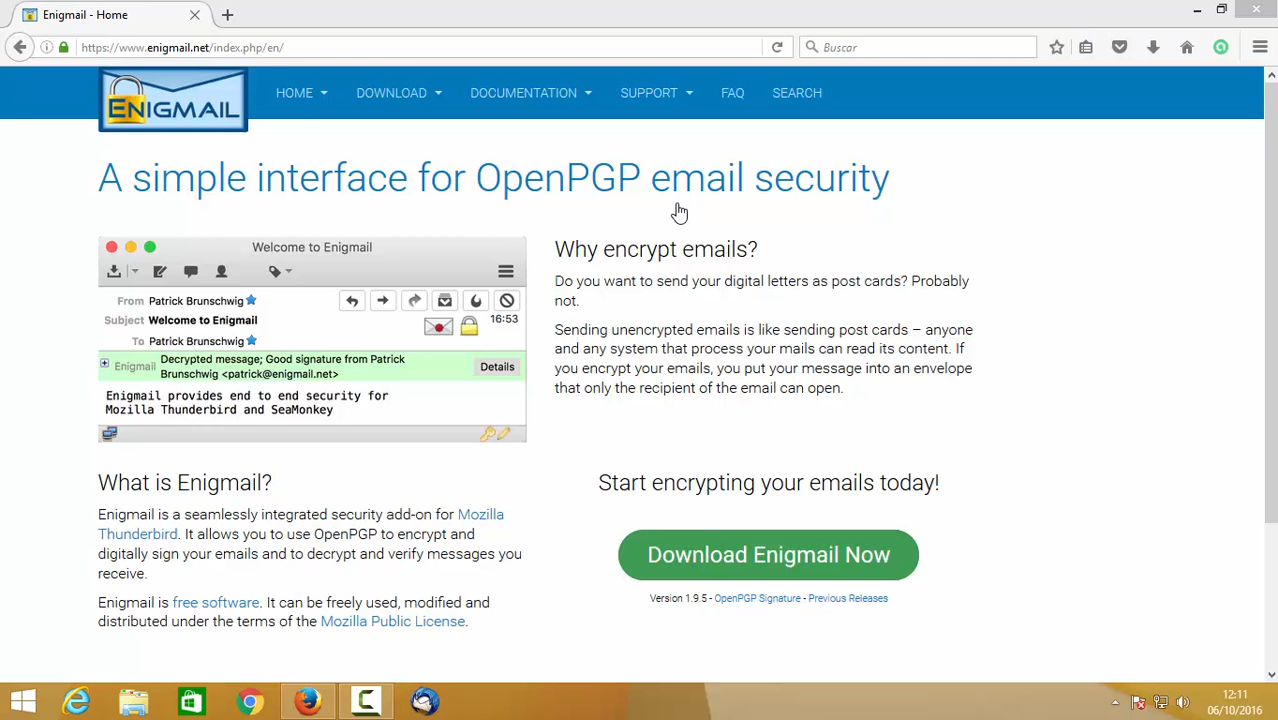 Enigmail - Home
https://www.enigmail.net/index.php/en/
Buscar
ENIGMAIL
HOME
DOWNLOAD
DOCUMENTATION
SUPPORT
FAQ
SEARCH
A simple interface for OpenPGP email security
Welcome to Enigmail
From Patrick Brunschwig
Subject Welcome to Enigmail
16:53
To Patrick Brunschwig
Enigmail
Decrypted message; Good signature from Patrick
Brunschwig <patrick@enigmail.net>
Details
Enigmail provides end to end security for
Mozilla Thunderbird and SeaMonkey
Why encrypt emails?
Do you want to send your digital letters as post cards? Probably
not.
Sending unencrypted emails is like sending post cards – anyone
and any system that process your mails can read its content. If
you encrypt your emails, you put your message into an envelope
that only the recipient of the email can open.
What is Enigmail?
Enigmail is a seamlessly integrated security add-on for Mozilla
Thunderbird. It allows you to use OpenPGP to encrypt and
digitally sign your emails and to decrypt and verify messages you
receive.
Enigmail is free software. It can be freely used, modified and
distributed under the terms of the Mozilla Public License.
Start encrypting your emails today!
Download Enigmail Now
Version 1.9.5 - OpenPGP Signature - Previous Releases
12:11
06/10/2016